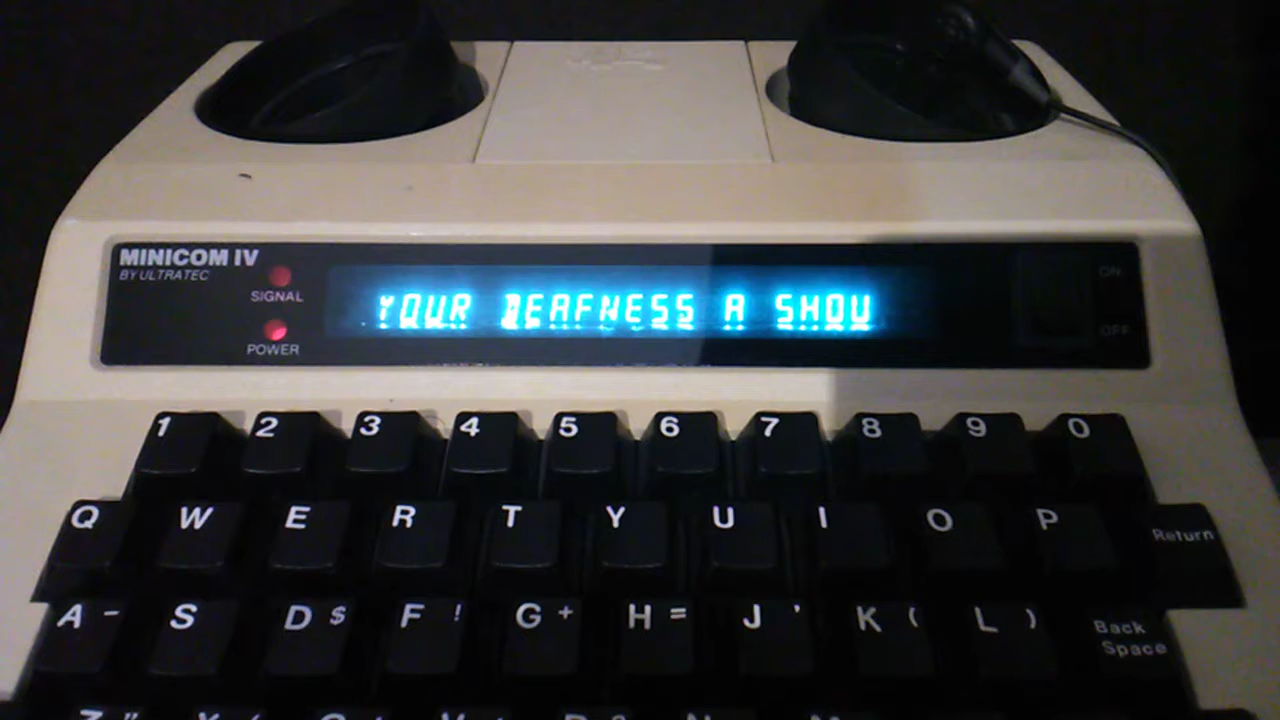 MINICOM IV
BY ULTRATEC
SIGNAL
POWER
YOUR DEAFNESS A SHOU
ON
OFF
1 2 3 4 5 6 7 8 9 0
Q W E R T Y U I O P Return
A - S D $ F ! G + H = J ' K ( L ) Back Space